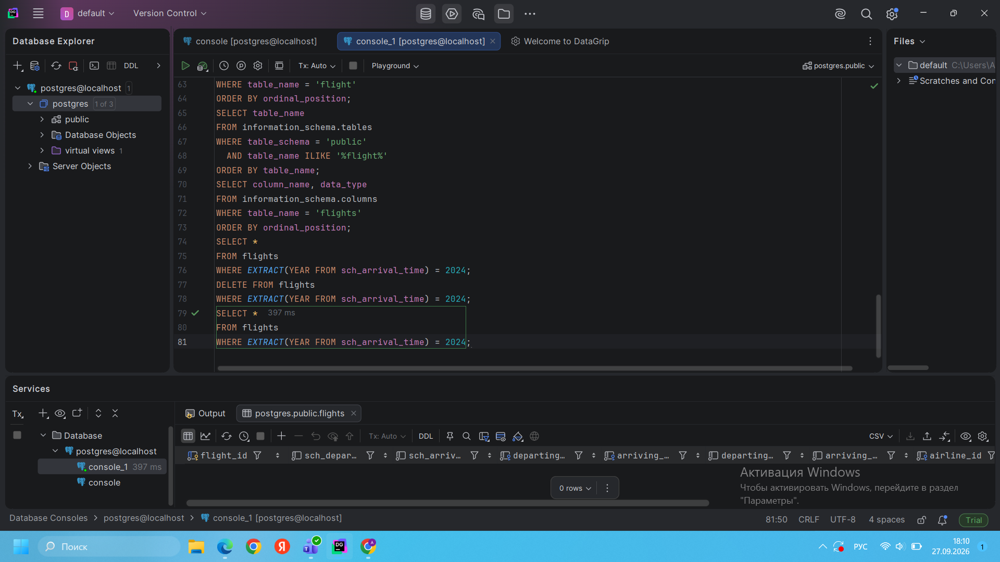 DG
D default
Version Control
Database Explorer
console [postgres@localhost]
console_1 [postgres@localhost]
Welcome to DataGrip
Files
DDL
Tx: Auto
Playground
postgres.public
default C:\Users\A
Scratches and Con
postgres@localhost 1
postgres 1 of 3
public
Database Objects
virtual views 1
Server Objects
63 WHERE table_name = 'flight'
64 ORDER BY ordinal_position;
65 SELECT table_name
66 FROM information_schema.tables
67 WHERE table_schema = 'public'
68 AND table_name ILIKE '%flight%'
69 ORDER BY table_name;
70 SELECT column_name, data_type
71 FROM information_schema.columns
72 WHERE table_name = 'flights'
73 ORDER BY ordinal_position;
74 SELECT *
75 FROM flights
76 WHERE EXTRACT(YEAR FROM sch_arrival_time) = 2024;
77 DELETE FROM flights
78 WHERE EXTRACT(YEAR FROM sch_arrival_time) = 2024;
79 SELECT * 397 ms
80 FROM flights
81 WHERE EXTRACT(YEAR FROM sch_arrival_time) = 2024;
Services
Tx
Output
postgres.public.flights
Database
postgres@localhost
console_1 397 ms
console
Tx: Auto
DDL
CSV
flight_id
sch_depar...
sch_arriv...
departing...
arriving_...
departing...
arriving_...
airline_id
0 rows
Активация Windows
Чтобы активировать Windows, перейдите в раздел
"Параметры".
Database Consoles > postgres@localhost > console_1 [postgres@localhost]
81:50
CRLF
UTF-8
4 spaces
Trial
Поиск
Я
T
DG
A
РУС
18:10
27.09.2026
1